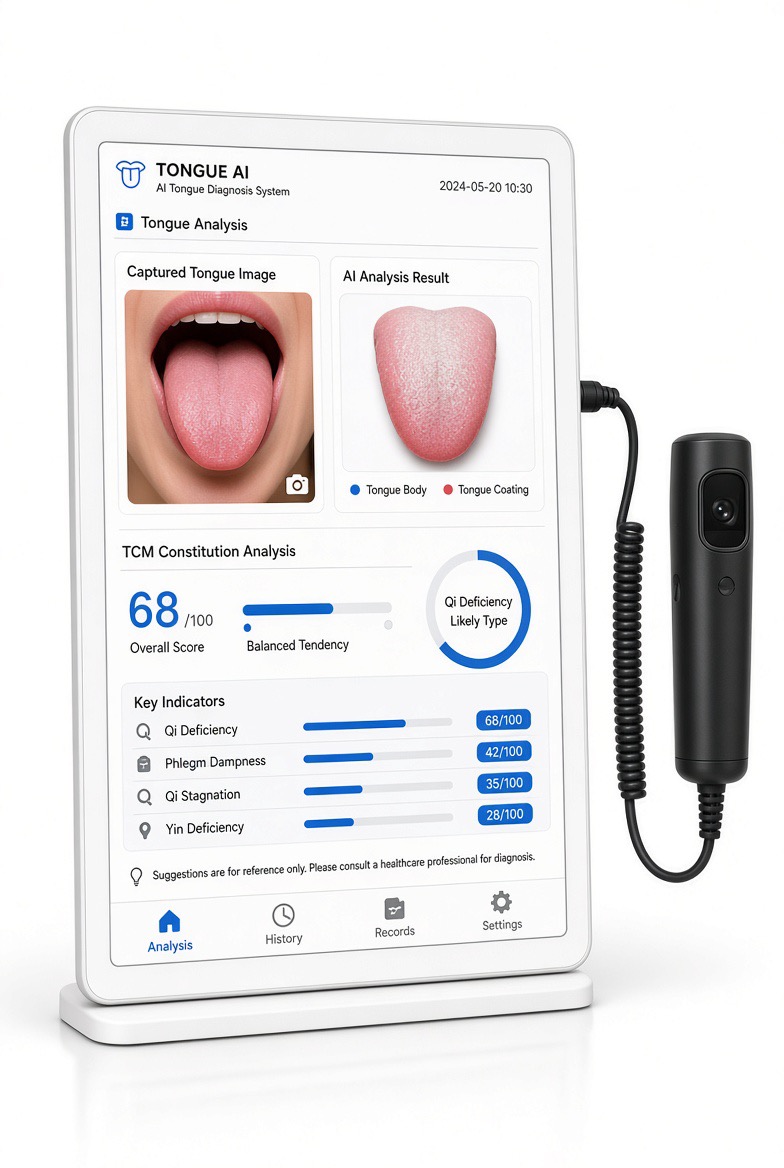 TONGUE AI
AI Tongue Diagnosis System
2024-05-20 10:30
Tongue Analysis
Captured Tongue Image
AI Analysis Result
Tongue Body
Tongue Coating
TCM Constitution Analysis
68 /100
Overall Score
Balanced Tendency
Qi Deficiency
Likely Type
Key Indicators
Qi Deficiency
68/100
Phlegm Dampness
42/100
Qi Stagnation
35/100
Yin Deficiency
28/100
Suggestions are for reference only. Please consult a healthcare professional for diagnosis.
Analysis
History
Records
Settings